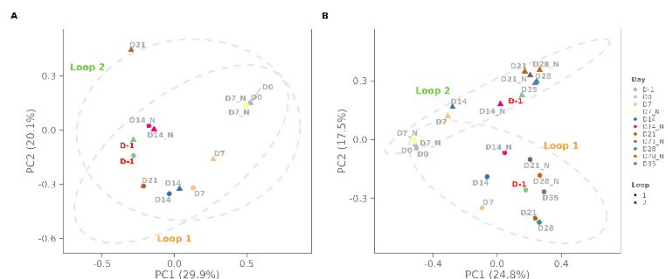 A
B
D21
Loop 2
D0
D7_N
D0
D7_N
D14_N
D14_N
D-1
D-1
D7
D21
D14
D14
D7
Loop 1
0.3
0.0
-0.3
-0.6
-0.5
0.0
0.5
PC1 (29.9%)
PC2 (20.1%)
D21
D28_N
D21_N
D28
D35
Loop 2
D14
D-1
D14_N
D7
D7_N
D7_N
D0
D0
Loop 1
D14_N
D21_N
D14
D28_N
D-1
D35
D7
D21
D28
0.3
0.0
-0.3
-0.5
0.0
0.5
PC1 (24.8%)
PC2 (17.5%)
Day
D-1
D0
D7
D7_N
D14
D21
D21_N
D28
D28_N
D35
Loop
1
2